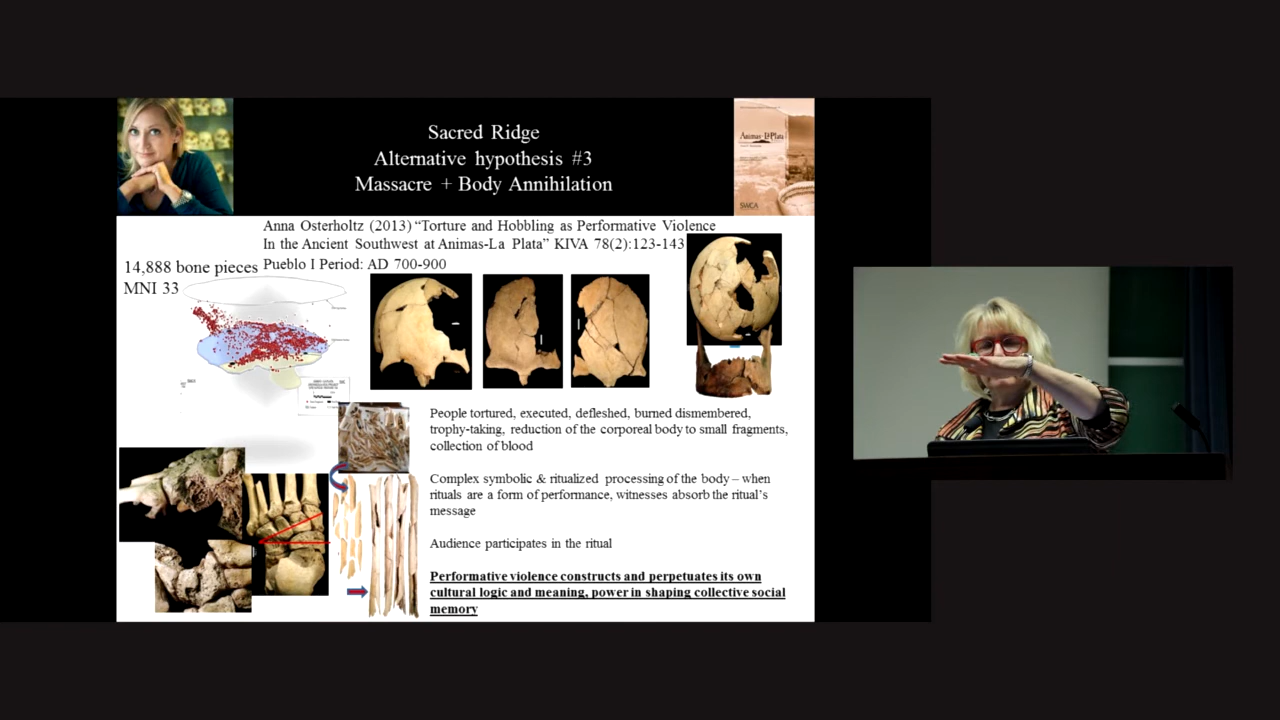 Sacred Ridge
Alternative hypothesis #3
Massacre + Body Annihilation
Animas-La Plata
SWCA
Anna Osterholtz (2013) “Torture and Hobbling as Performative Violence
In the Ancient Southwest at Animas-La Plata” KIVA 78(2):123-143
Pueblo I Period: AD 700-900
14,888 bone pieces
MNI 33
People tortured, executed, defleshed, burned dismembered,
trophy-taking, reduction of the corporeal body to small fragments,
collection of blood
Complex symbolic & ritualized processing of the body – when
rituals are a form of performance, witnesses absorb the ritual’s
message
Audience participates in the ritual
Performative violence constructs and perpetuates its own
cultural logic and meaning, power in shaping collective social
memory